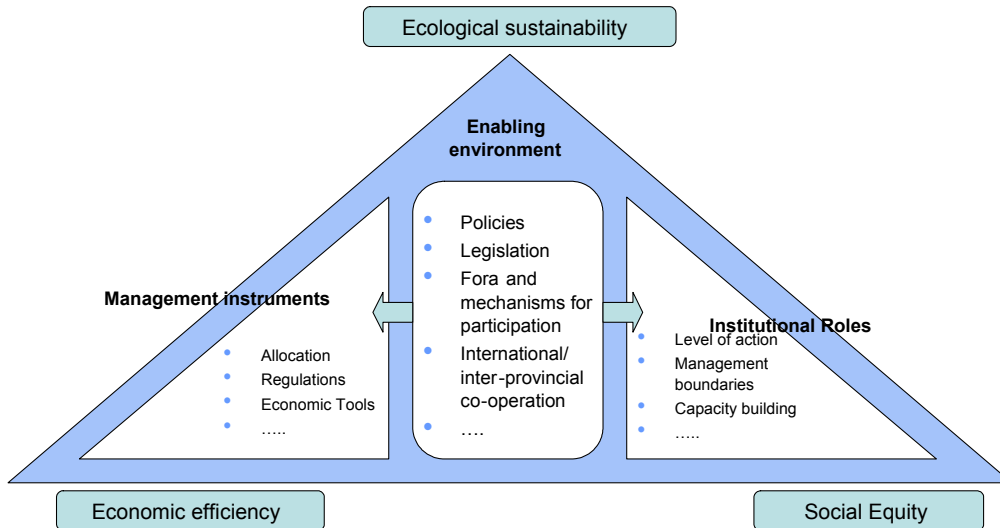 Ecological sustainability
Enabling
environment
• Policies
• Legislation
• Fora and
mechanisms for
participation
• International/
inter-provincial
co-operation
• ….
Management instruments
• Allocation
• Regulations
• Economic Tools
• …..
Institutional Roles
• Level of action
• Management
boundaries
• Capacity building
• …..
Economic efficiency
Social Equity